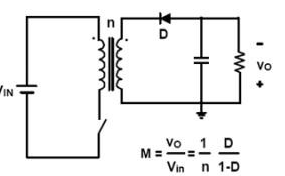 n
D
-
vo
+
VIN
M = vo/Vin = 1/n D/1-D